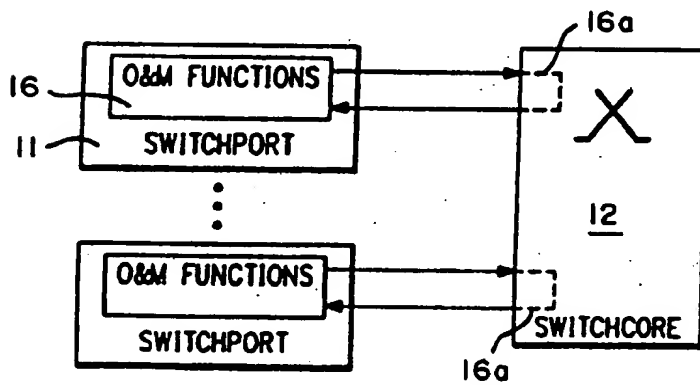 16a
O&M FUNCTIONS
16
SWITCHPORT
11
12
O&M FUNCTIONS
SWITCHPORT
SWITCHCORE
16a